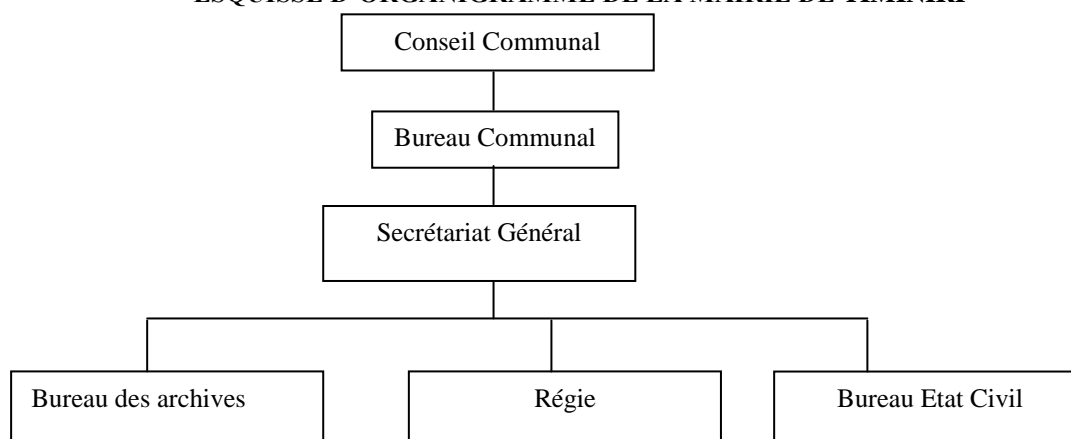 ESQUISSE D'ORGANIGRAMME DE LA MAIRIE DE
Conseil Communal
Bureau Communal
Secrétariat Général
Bureau des archives Régie Bureau Etat Civil